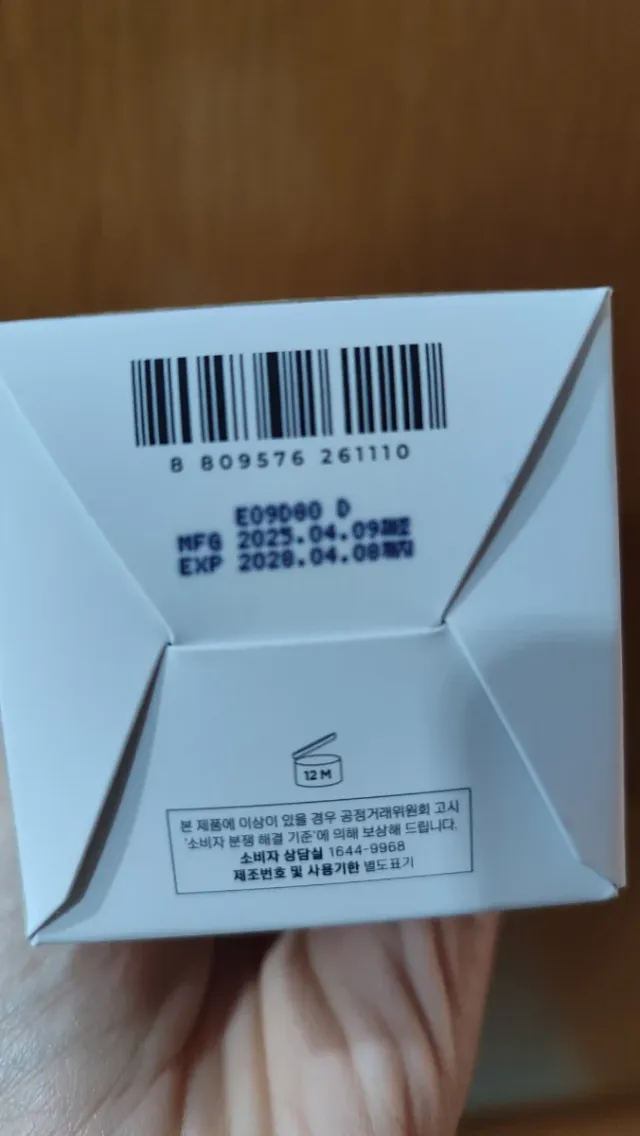 8 809576 261110
E09D80 D
MFG 2025.04.09제조
EXP 2028.04.08까지
12M
본 제품에 이상이 있을 경우 공정거래위원회 고시
'소비자 분쟁 해결 기준'에 의해 보상해 드립니다.
소비자 상담실 1644-9968
제조번호 및 사용기한 별도표기